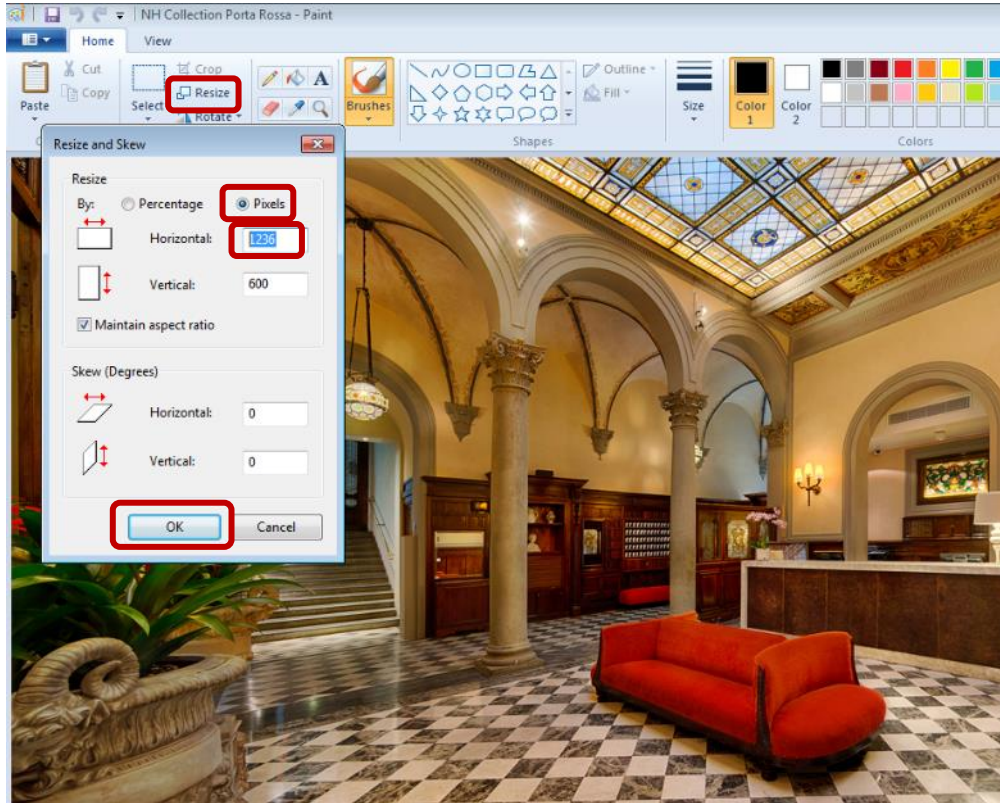 NH Collection Porta Rossa - Paint
Home View
Cut
Copy
Paste
Select
Crop
Resize
Rotate
A
Brushes
Outline
Fill
Shapes
Size
Color 1
Color 2
Colors
Resize and Skew
Resize
By: Percentage Pixels
Horizontal: 1236
Vertical: 600
Maintain aspect ratio
Skew (Degrees)
Horizontal: 0
Vertical: 0
OK Cancel